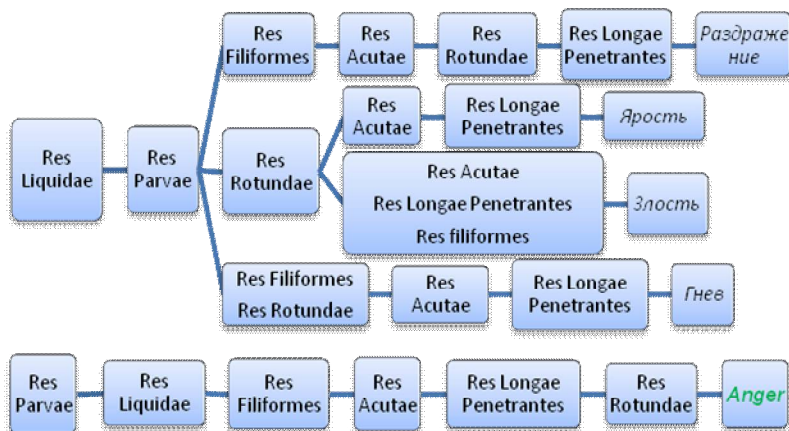 Res
Filiformes
Res
Acutae
Res
Rotundae
Res Longae
Penetrantes
Раздраже
ние
Res
Liquidae
Res
Parvae
Res
Rotundae
Res
Acutae
Res Longae
Penetrantes
Ярость
Res Acutae
Res Longae Penetrantes
Res filiformes
Злость
Res Filiformes
Res Rotundae
Res
Acutae
Res Longae
Penetrantes
Гнев
Res
Parvae
Res
Liquidae
Res
Filiformes
Res
Acutae
Res Longae
Penetrantes
Res
Rotundae
Anger